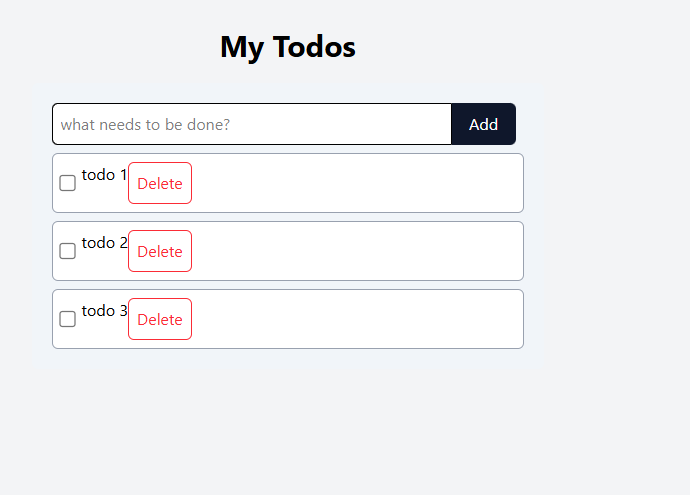 My Todos
what needs to be done? Add
todo 1 Delete
todo 2 Delete
todo 3 Delete